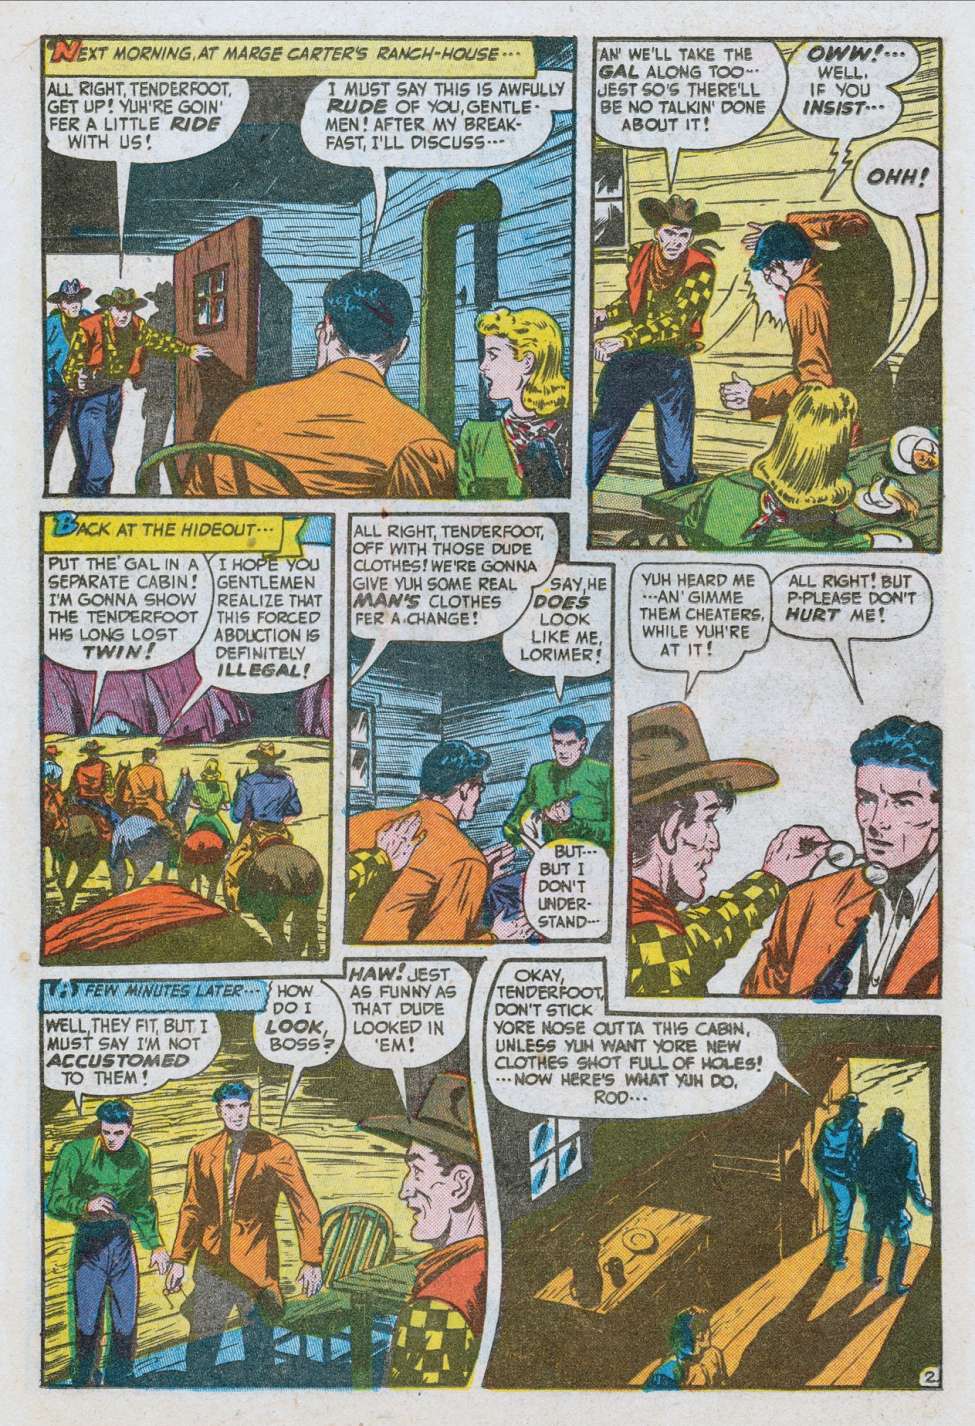 NEXT MORNING, AT MARGE CARTER'S RANCH-HOUSE...
ALL RIGHT, TENDERFOOT,
GET UP! YUH'RE GOIN'
FER A LITTLE RIDE
WITH US!
I MUST SAY THIS IS AWFULLY
RUDE OF YOU, GENTLE-
MEN! AFTER MY BREAK-
FAST, I'LL DISCUSS---
AN' WE'LL TAKE THE
GAL ALONG TOO--
JEST SO'S THERE'LL
BE NO TALKIN' DONE
ABOUT IT!
OWW!---
WELL,
IF YOU
INSIST---
OHH!
BACK AT THE HIDEOUT---
PUT THE GAL IN A
SEPARATE CABIN!
I'M GONNA SHOW
THE TENDERFOOT
HIS LONG LOST
TWIN!
I HOPE YOU
GENTLEMEN
REALIZE THAT
THIS FORCED
ABDUCTION IS
DEFINITELY
ILLEGAL!
ALL RIGHT, TENDERFOOT,
OFF WITH THOSE DUDE
CLOTHES! WE'RE GONNA
GIVE YUH SOME REAL
MAN'S CLOTHES
FER A CHANGE!
SAY, HE
DOES
LOOK
LIKE ME,
LORIMER!
BUT---
BUT I
DON'T
UNDER-
STAND---
YUH HEARD ME
---AN' GIMME
THEM CHEATERS,
WHILE YUH'RE
AT IT!
ALL RIGHT! BUT
P-PLEASE DON'T
HURT ME!
A FEW MINUTES LATER---
WELL, THEY FIT, BUT I
MUST SAY I'M NOT
ACCUSTOMED
TO THEM!
HOW
DO I
LOOK,
BOSS?
HAW! JEST
AS FUNNY AS
THAT DUDE
LOOKED IN
'EM!
OKAY,
TENDERFOOT,
DON'T STICK
YORE NOSE OUTTA THIS CABIN,
UNLESS YUH WANT YORE NEW
CLOTHES SHOT FULL OF HOLES!
---NOW HERE'S WHAT YUH DO,
ROD---
2